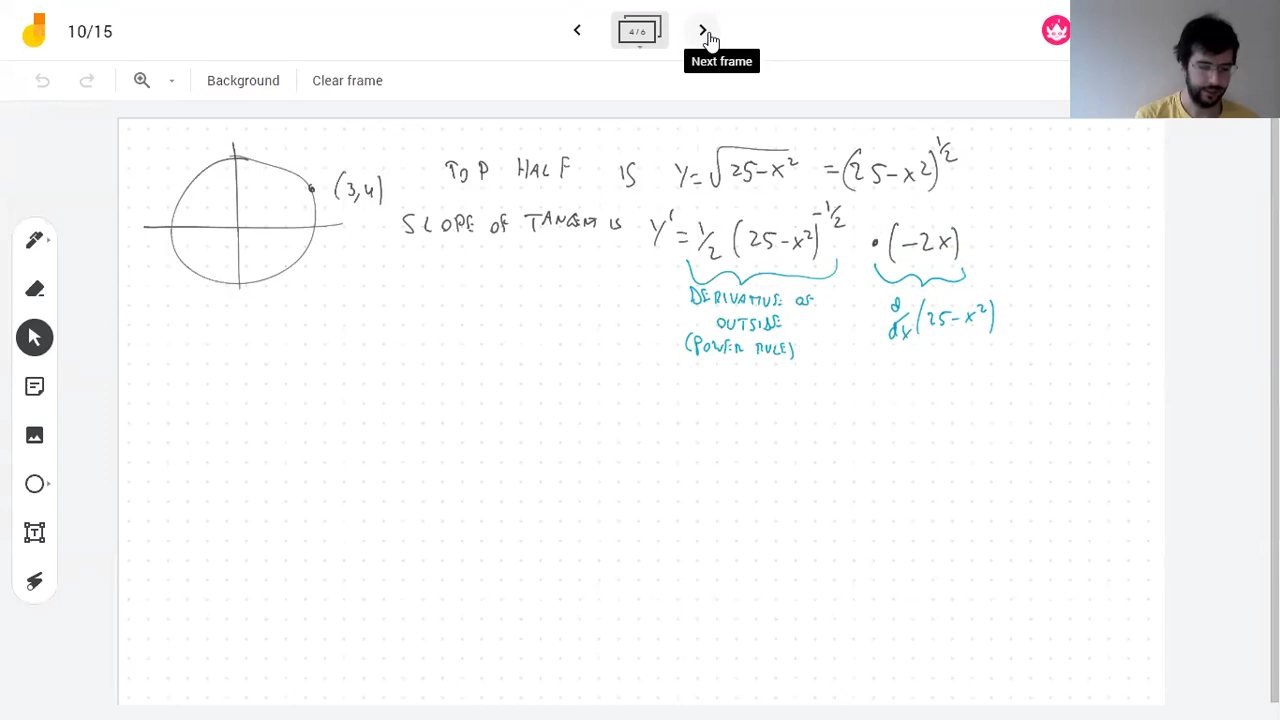 10/15
4 / 6
Next frame
Background
Clear frame
(3,4)
TOP HALF IS y=√25-x² =(25-x²)^1/2
SLOPE OF TANGENT IS y'=1/2 (25-x²)^-1/2 • (-2x)
DERIVATIVE OF
OUTSIDE
(POWER RULE)
d/dx (25-x²)